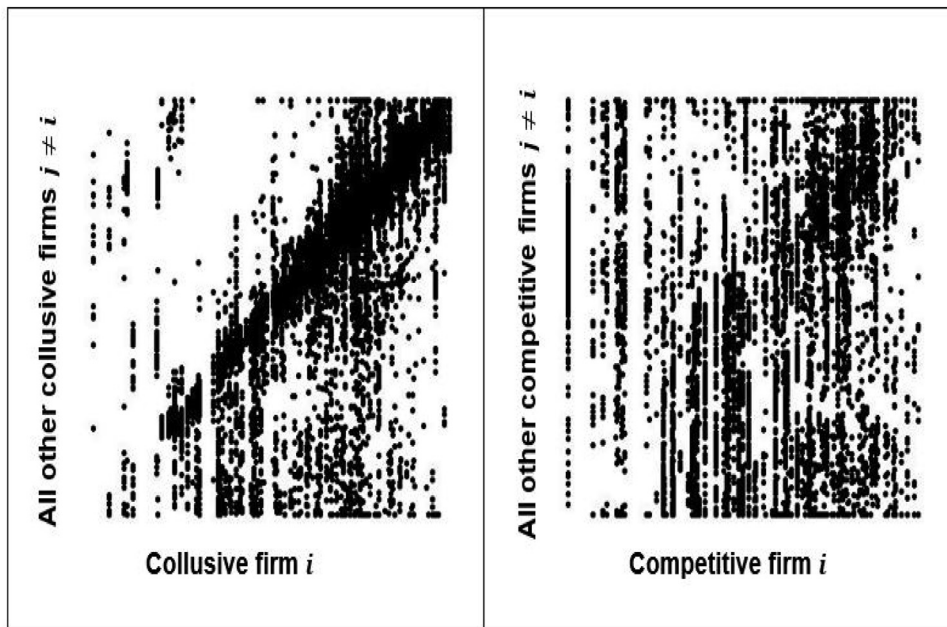 All other collusive firms j ≠ i
Collusive firm i
All other competitive firms j ≠ i
Competitive firm i